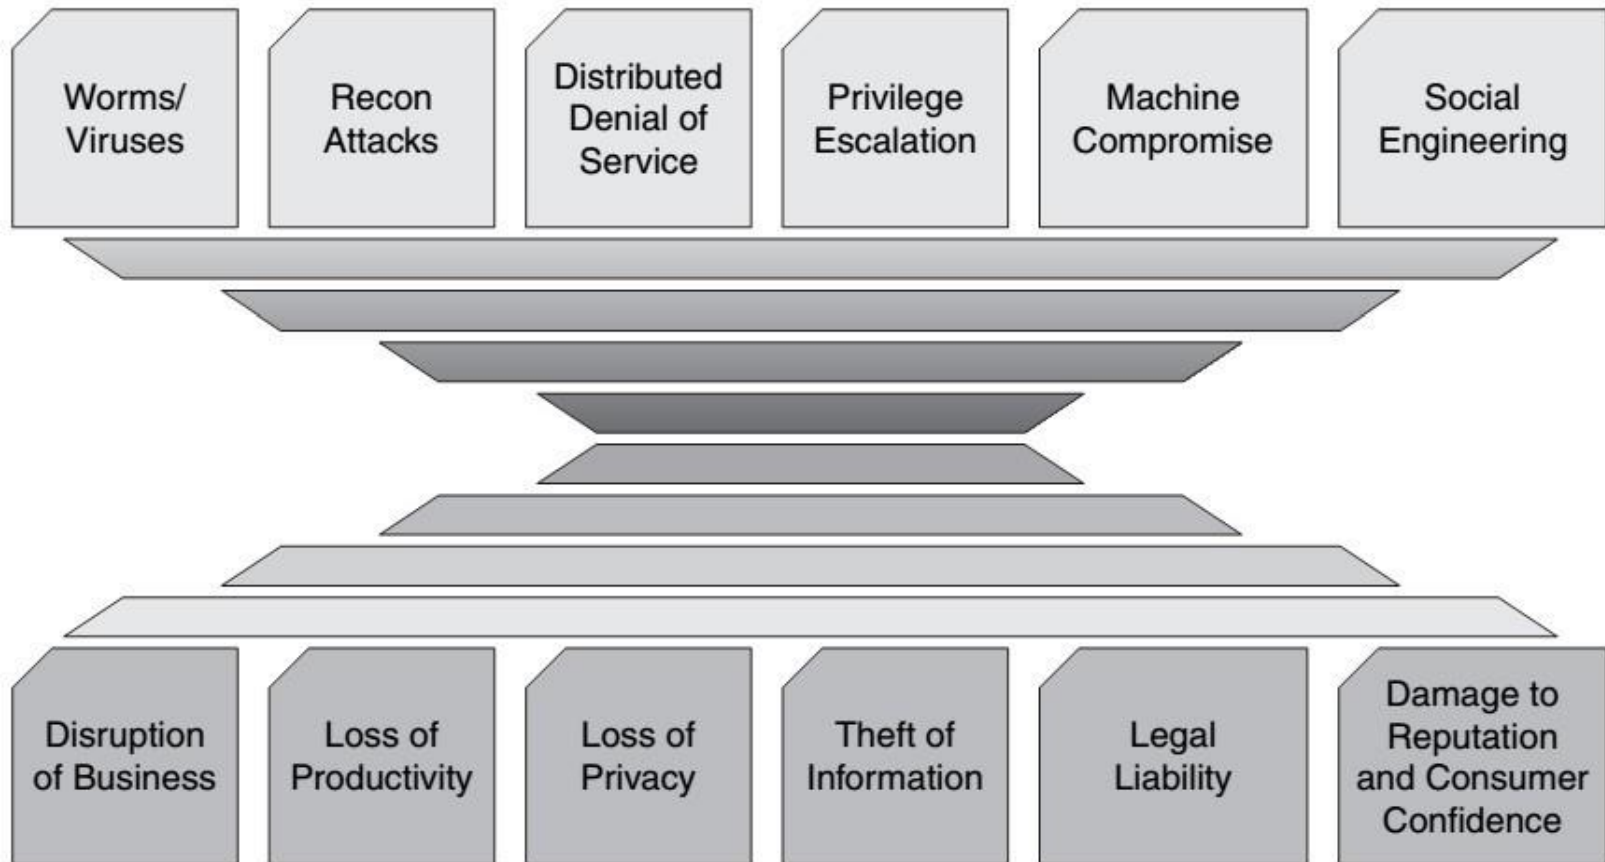 Worms/
Viruses
Recon
Attacks
Distributed
Denial of
Service
Privilege
Escalation
Machine
Compromise
Social
Engineering
Disruption
of Business
Loss of
Productivity
Loss of
Privacy
Theft of
Information
Legal
Liability
Damage to
Reputation
and Consumer
Confidence